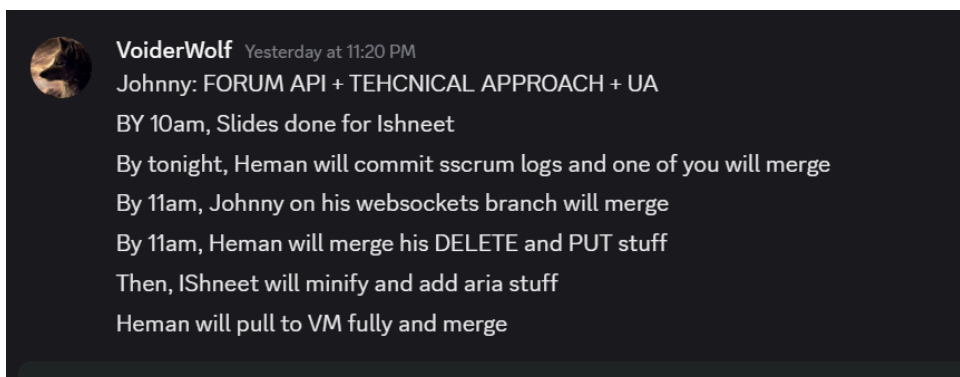 VoiderWolf Yesterday at 11:20 PM
Johnny: FORUM API + TEHCNICAL APPROACH + UA
BY 10am, Slides done for Ishneet
By tonight, Heman will commit sscrum logs and one of you will merge
By 11am, Johnny on his websockets branch will merge
By 11am, Heman will merge his DELETE and PUT stuff
Then, IShneet will minify and add aria stuff
Heman will pull to VM fully and merge